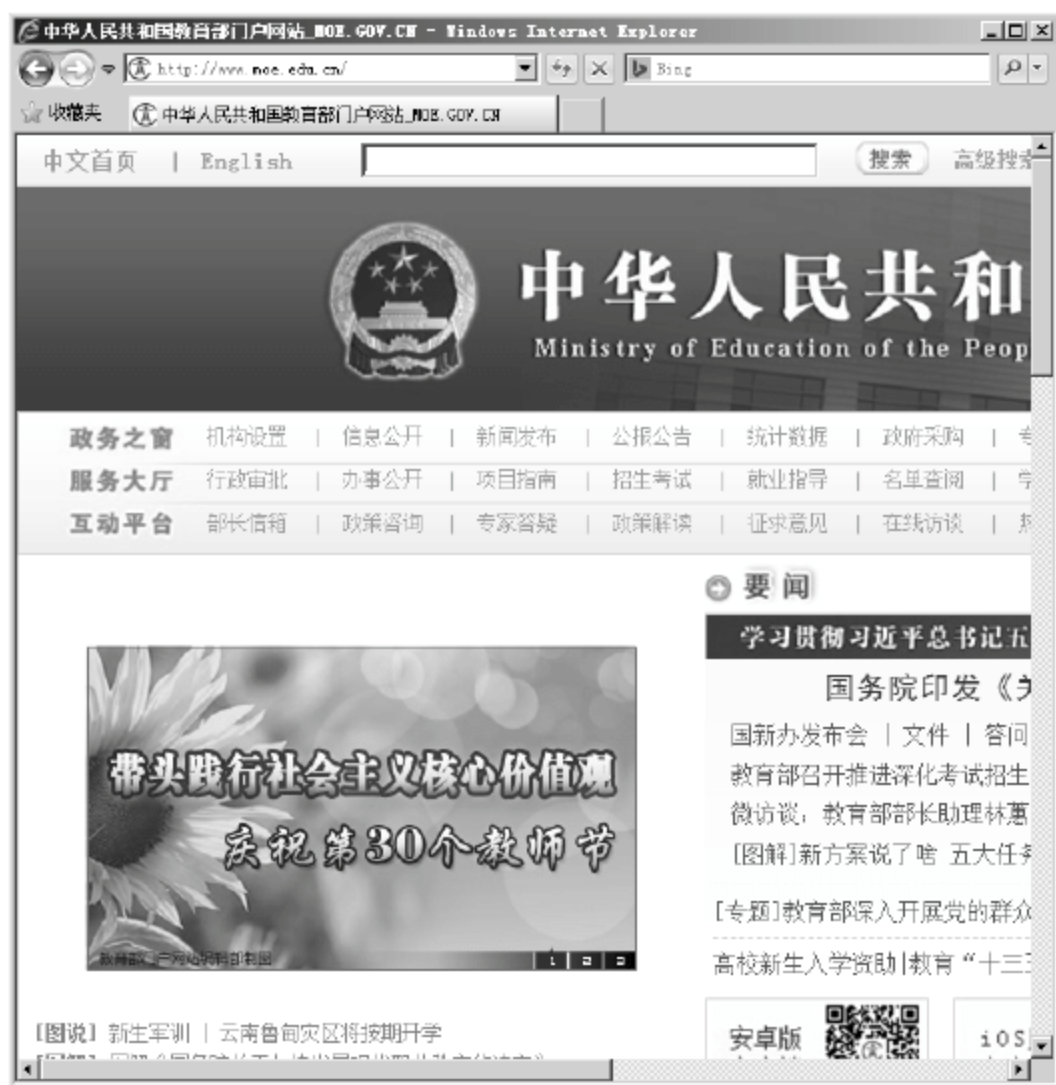 中华人民共和国教育部门户网站_MOE.GOV.CN - Windows Internet Explorer
http://www.moe.edu.cn/
Bing
收藏夹
中华人民共和国教育部门户网站_MOE.GOV.CN
中文首页 | English
搜索
高级搜索
中华人民共和
Ministry of Education of the Peop
政务之窗 机构设置 | 信息公开 | 新闻发布 | 公报公告 | 统计数据 | 政府采购 |
服务大厅 行政审批 | 办事公开 | 项目指南 | 招生考试 | 就业指导 | 名单查阅 |
互动平台 部长信箱 | 政策咨询 | 专家答疑 | 政策解读 | 征求意见 | 在线访谈 |
要闻
学习贯彻习近平总书记五
国务院印发《关
国新办发布会 | 文件 | 答问
教育部召开推进深化考试招生
微访谈：教育部部长助理林蕙
[图解]新方案说了啥 五大任务
[专题]教育部深入开展党的群众
高校新生入学资助|教育“十三五
带头践行社会主义核心价值观
庆祝第30个教师节
1 2 3
[图说] 新生军训 | 云南鲁甸灾区将按期开学
安卓版
iOS